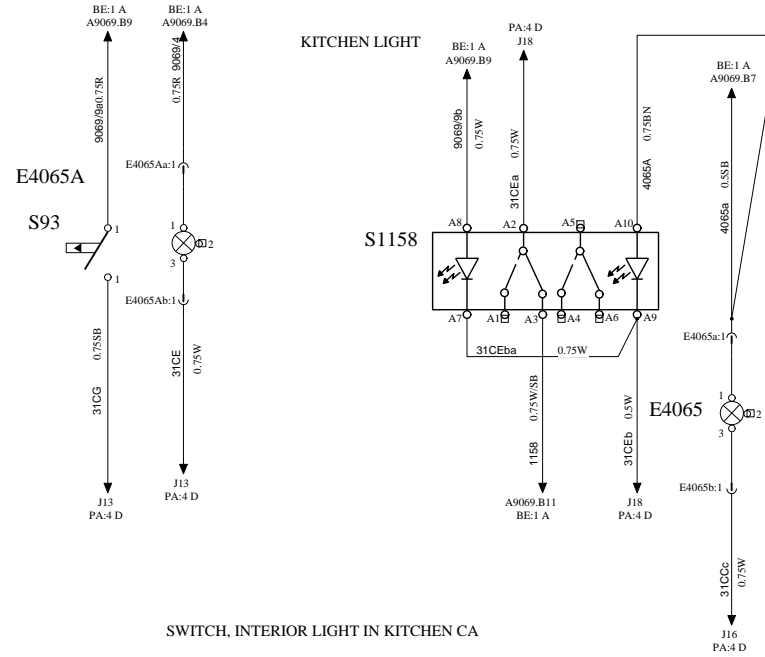 BE:1 A
A9069.B9
BE:1 A
A9069.B4
KITCHEN LIGHT
PA:4 D
J18
BE:1 A
A9069.B9
BE:1 A
A9069.B7
9069/9a0.75R
0.75R 9069/4
9069/9b
0.75W
31CEa 0.75W
4065A 0.75BN
4065a 0.5SB
E4065Aa:1
E4065A
S93
1
1
2
3
1
E4065Ab:1
S1158
A8
A2
A5
A10
A7
A1
A3
A4
A6
A9
31CEba 0.75W
31CG 0.75SB
31CE
0.75W
1158 0.75W/SB
31CEb 0.5W
E4065a:1
E4065
1
2
3
E4065b:1
31CCc
0.75W
J13
PA:4 D
J13
PA:4 D
A9069.B11
BE:1 A
J18
PA:4 D
J16
PA:4 D
SWITCH, INTERIOR LIGHT IN KITCHEN CA